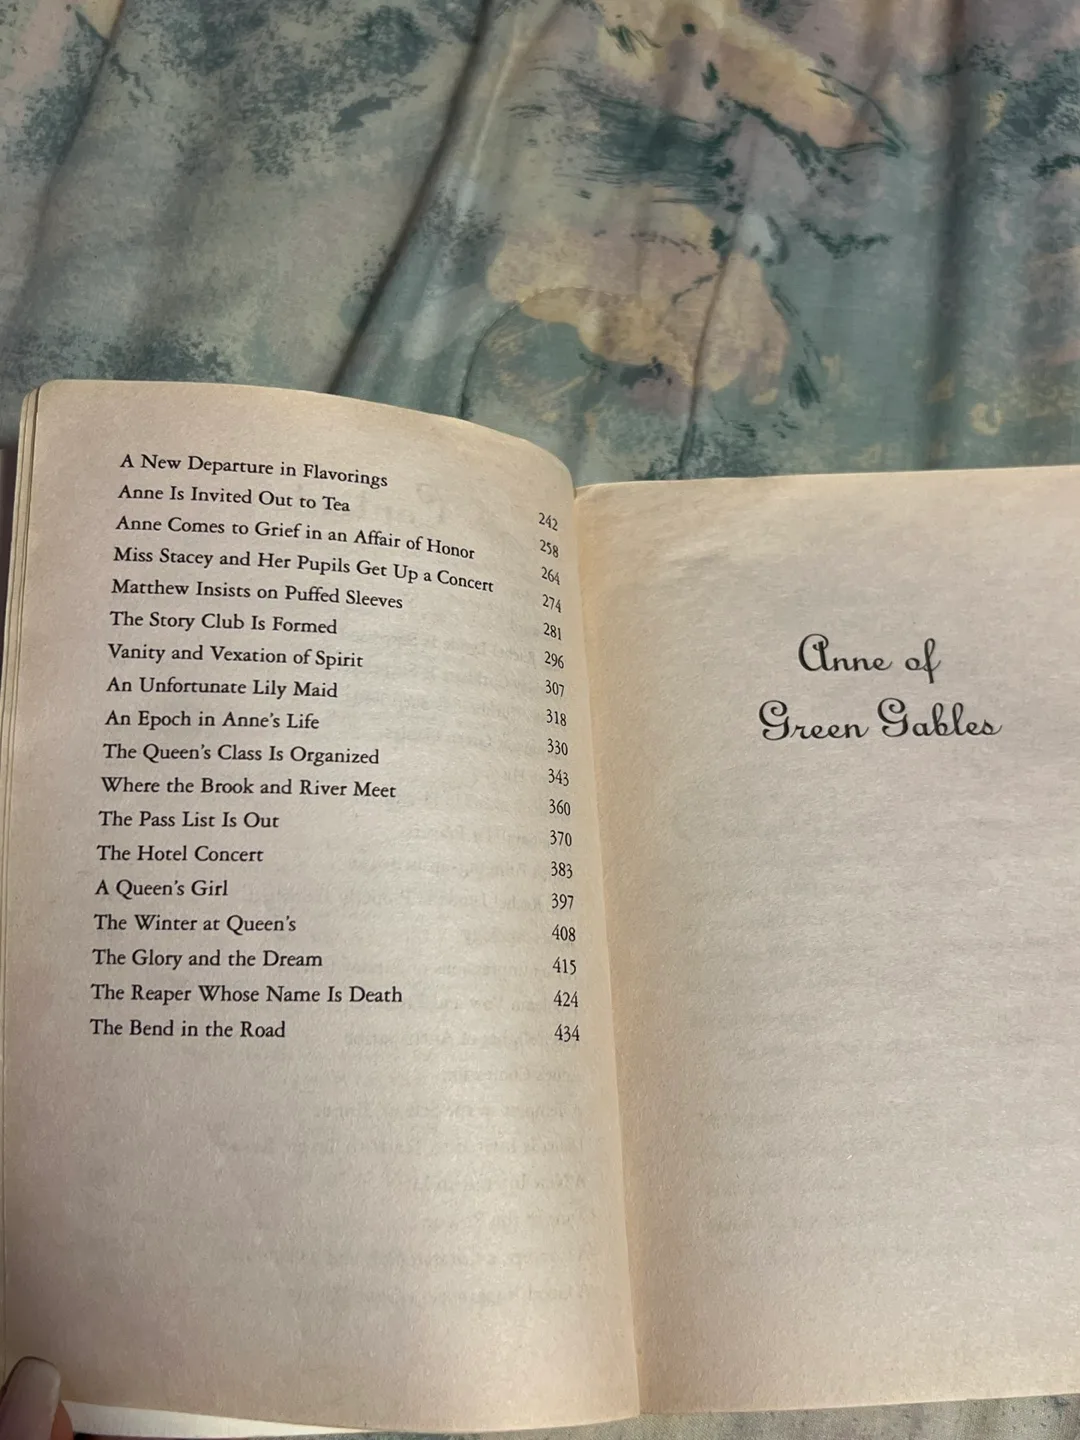 A New Departure in Flavorings 242
Anne Is Invited Out to Tea 258
Anne Comes to Grief in an Affair of Honor 264
Miss Stacey and Her Pupils Get Up a Concert 274
Matthew Insists on Puffed Sleeves 281
The Story Club Is Formed 296
Vanity and Vexation of Spirit 307
An Unfortunate Lily Maid 318
An Epoch in Anne's Life 330
The Queen's Class Is Organized 343
Where the Brook and River Meet 360
The Pass List Is Out 370
The Hotel Concert 383
A Queen's Girl 397
The Winter at Queen's 408
The Glory and the Dream 415
The Reaper Whose Name Is Death 424
The Bend in the Road 434
Anne of
Green Gables